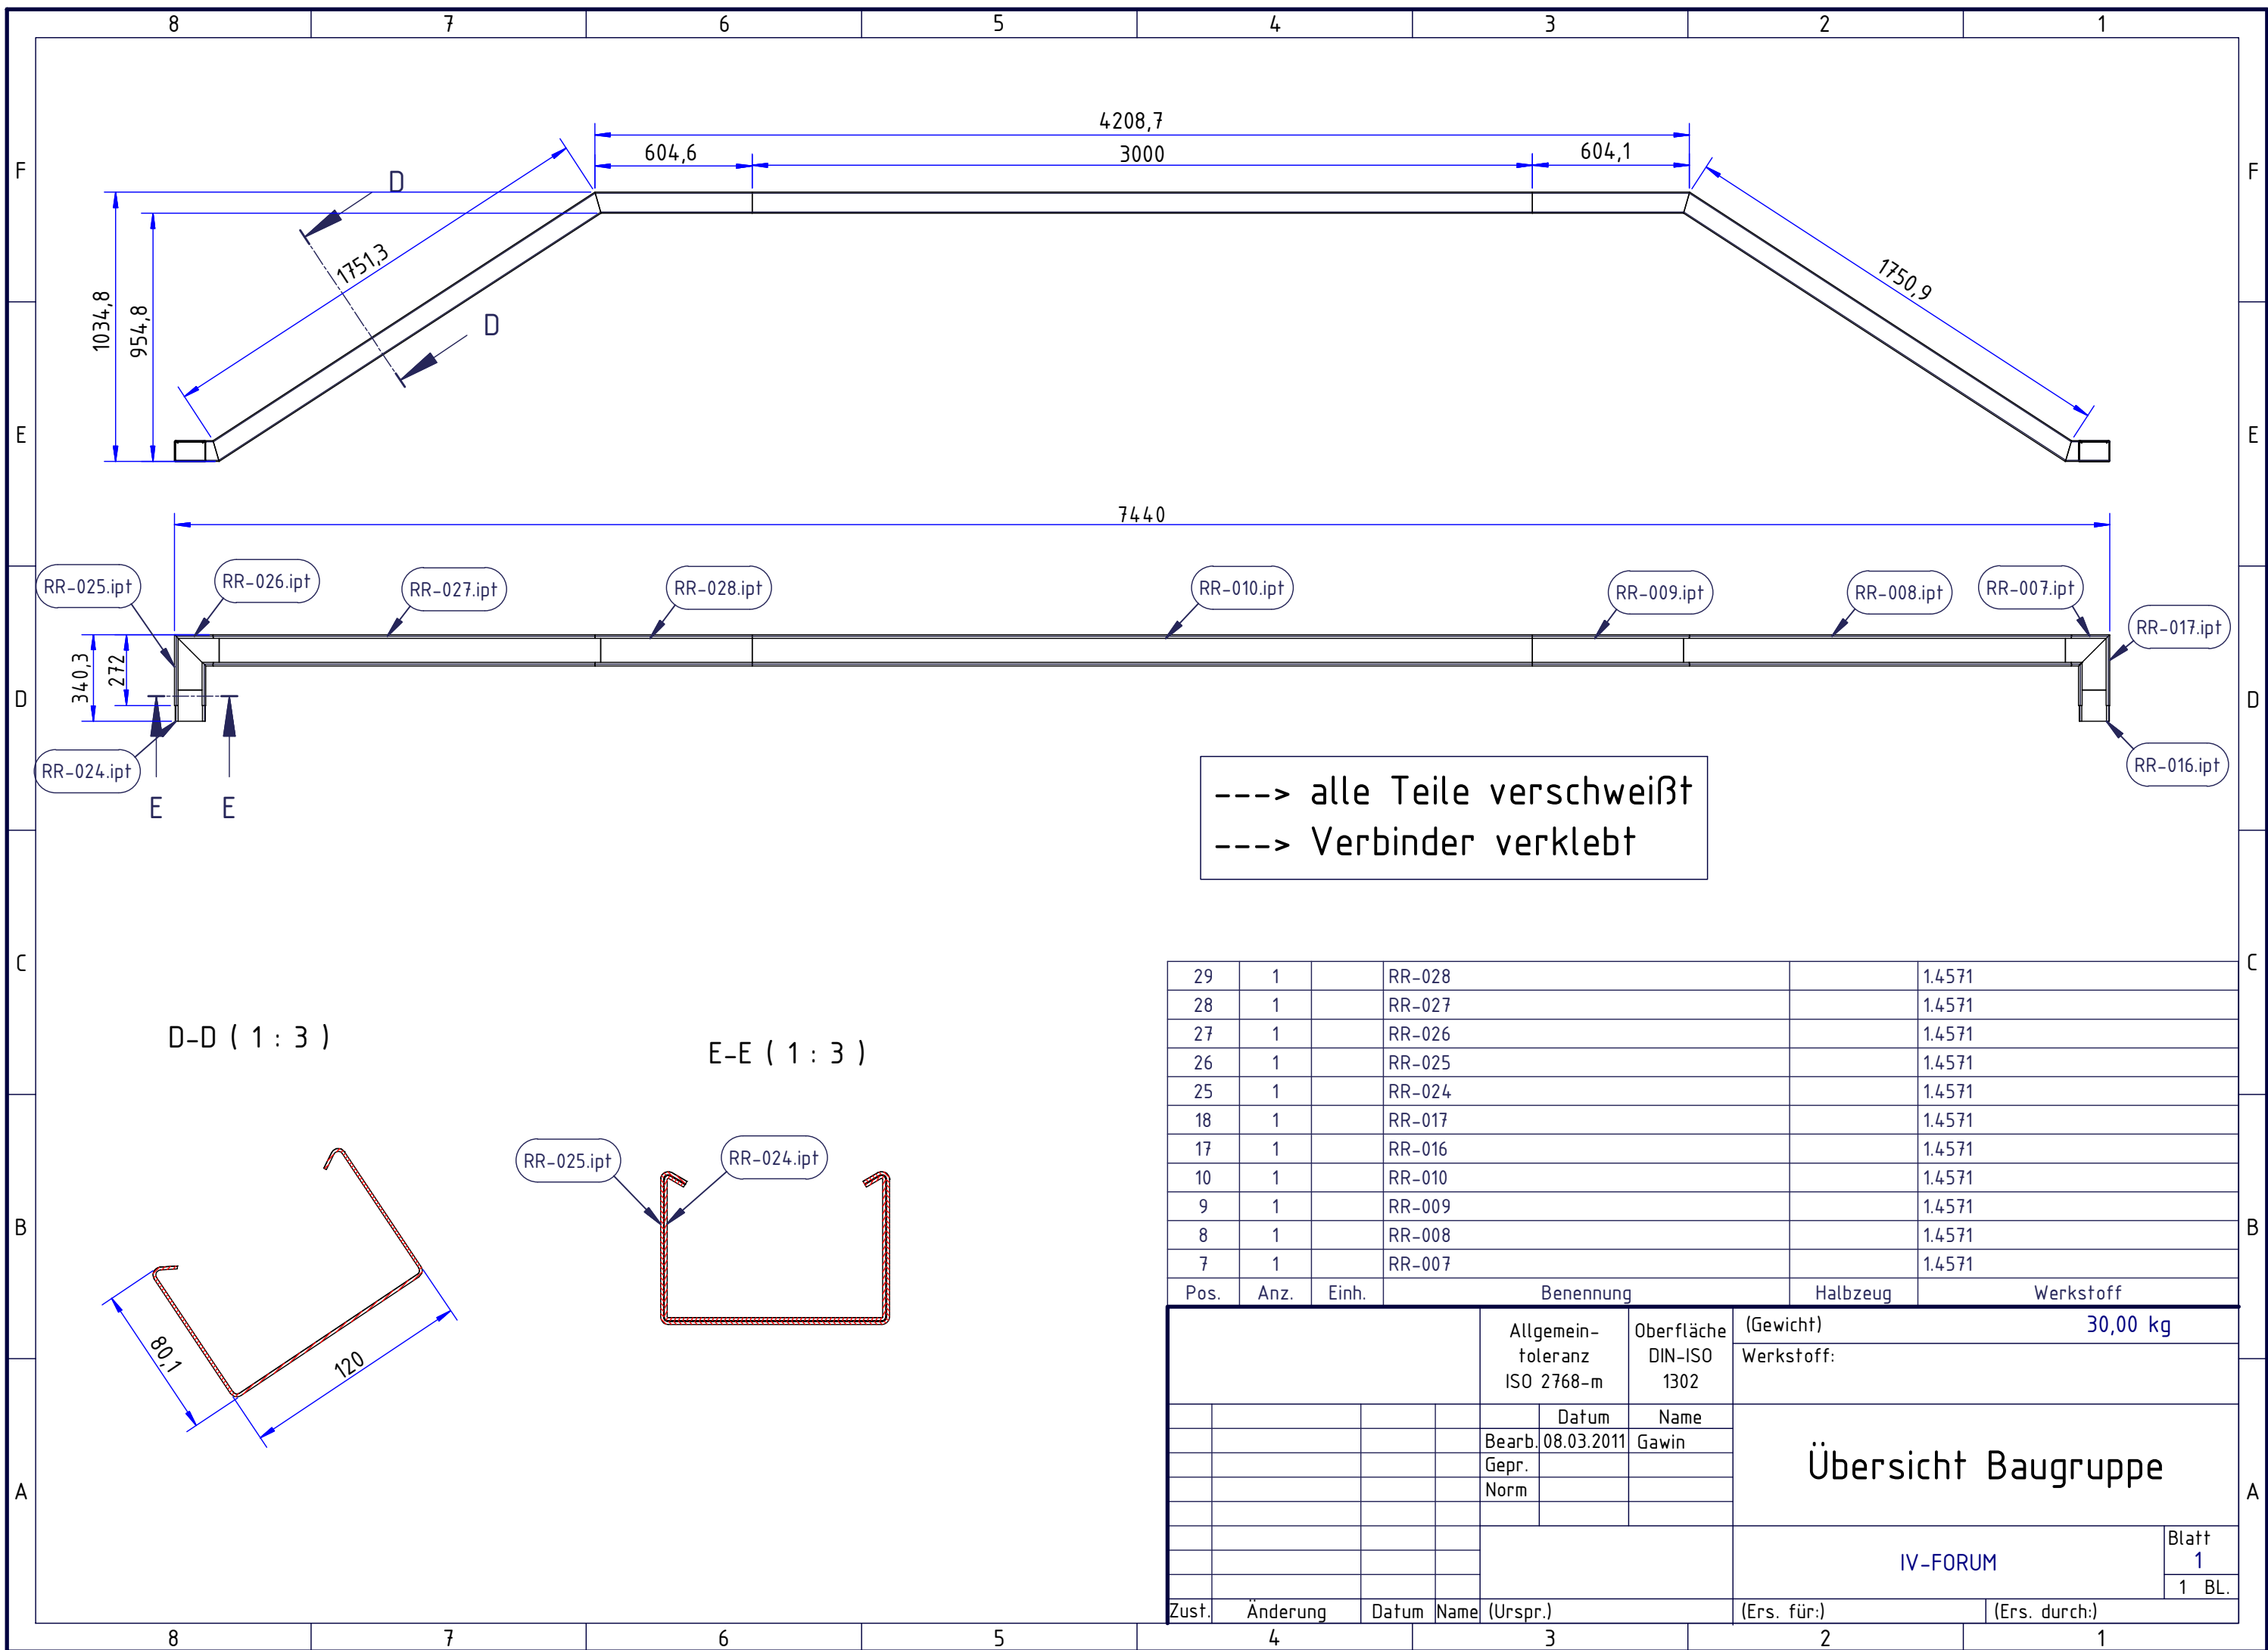 8 7 6 5 4 3 2 1
F F
4208,7
604,6 3000 604,1
D
1751,3
1750,9
1034,8
954,8
D
E E
7440
RR-025.ipt RR-026.ipt RR-027.ipt RR-028.ipt RR-010.ipt RR-009.ipt RR-008.ipt RR-007.ipt
RR-017.ipt
340,3
272
D D
RR-024.ipt RR-016.ipt
E E
---> alle Teile verschweißt
---> Verbinder verklebt
C C
D-D ( 1 : 3 )
E-E ( 1 : 3 )
RR-025.ipt RR-024.ipt
80,1
120
B B
29 1 RR-028 1.4571
28 1 RR-027 1.4571
27 1 RR-026 1.4571
26 1 RR-025 1.4571
25 1 RR-024 1.4571
18 1 RR-017 1.4571
17 1 RR-016 1.4571
10 1 RR-010 1.4571
9 1 RR-009 1.4571
8 1 RR-008 1.4571
7 1 RR-007 1.4571
Pos. Anz. Einh. Benennung Halbzeug Werkstoff
Allgemein-
toleranz
ISO 2768-m
Oberfläche
DIN-ISO
1302
(Gewicht) 30,00 kg
Werkstoff:
Datum Name
Bearb. 08.03.2011 Gawin
Gepr.
Norm
Übersicht Baugruppe
A A
IV-FORUM
Blatt
1
1 BL.
Zust. Änderung Datum Name (Urspr.) (Ers. für:) (Ers. durch:)
8 7 6 5 4 3 2 1